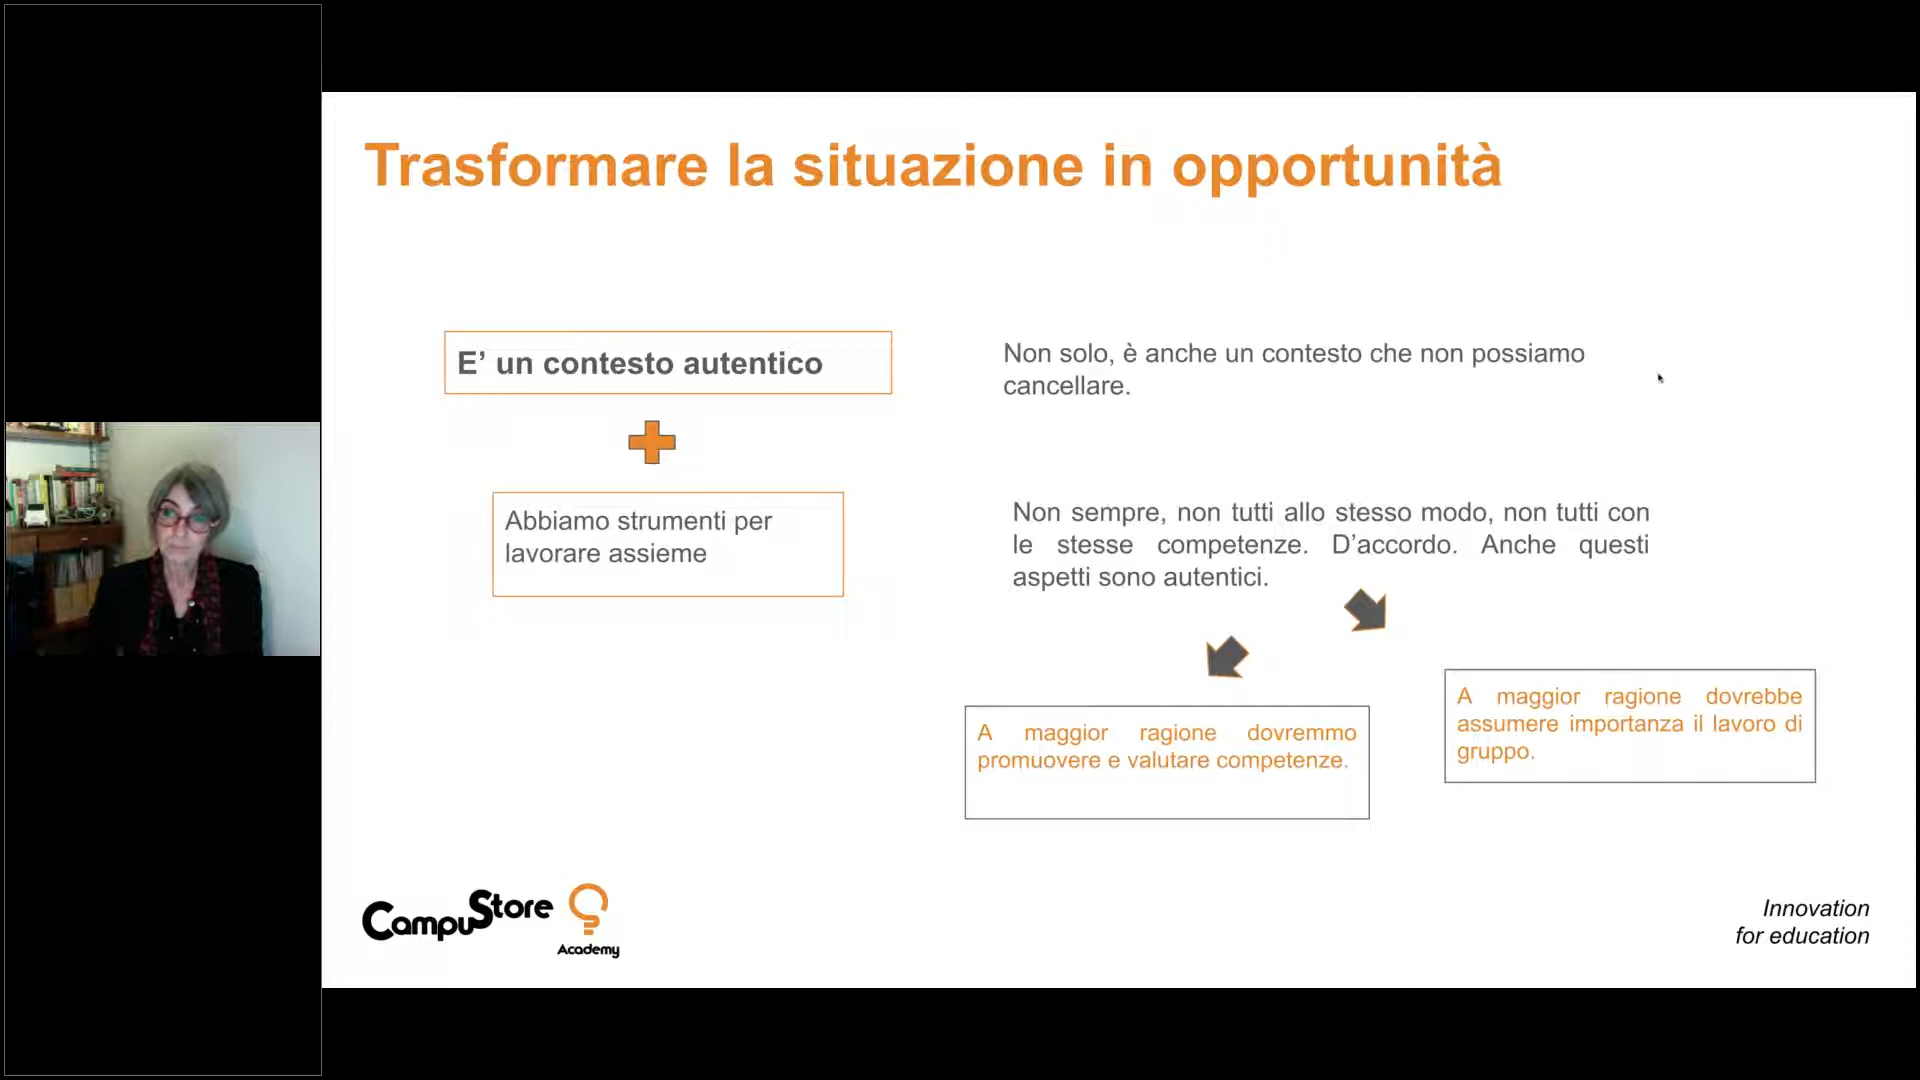 Trasformare la situazione in opportunità
E’ un contesto autentico
Non solo, è anche un contesto che non possiamo
cancellare.
Abbiamo strumenti per
lavorare assieme
Non sempre, non tutti allo stesso modo, non tutti con
le stesse competenze. D’accordo. Anche questi
aspetti sono autentici.
A maggior ragione dovremmo
promuovere e valutare competenze.
A maggior ragione dovrebbe
assumere importanza il lavoro di
gruppo.
CampuStore
Academy
Innovation
for education